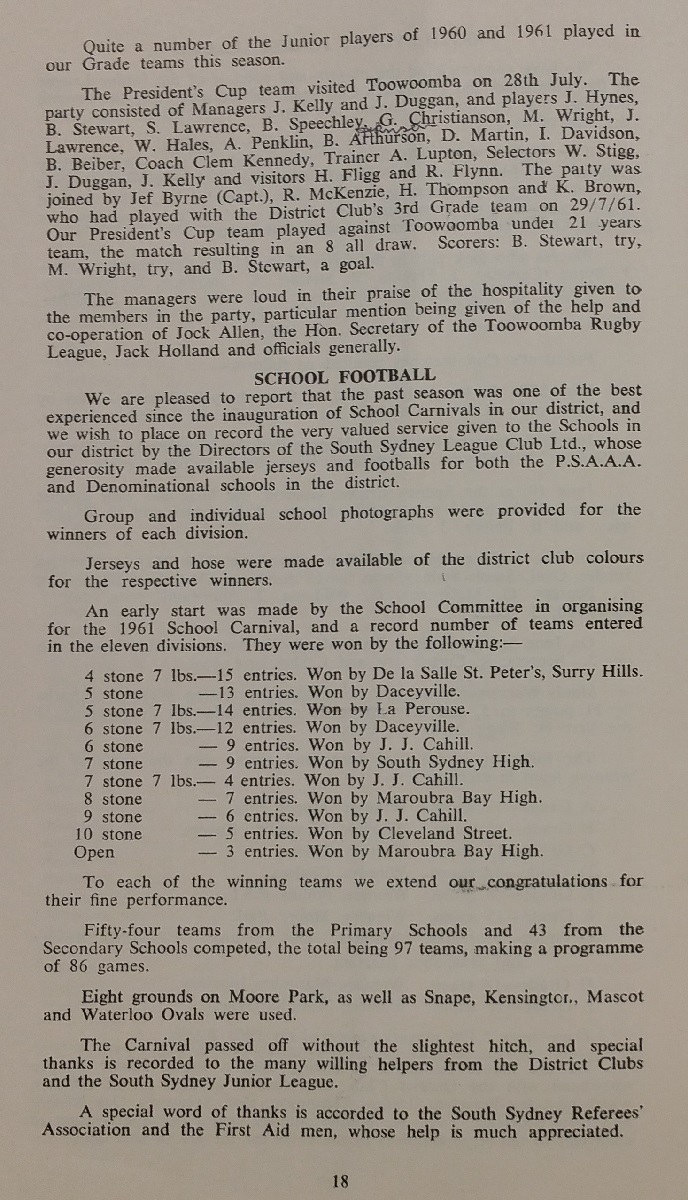 Quite a number of the Junior players of 1960 and 1961 played in
our Grade teams this season.
The President's Cup team visited Toowoomba on 28th July. The
party consisted of Managers J. Kelly and J. Duggan, and players J. Hynes,
B. Stewart, S. Lawrence, B. Speechley, G. Christianson, M. Wright, J.
Lawrence, W. Hales, A. Penklin, B. Arthurson, D. Martin, I. Davidson,
B. Beiber, Coach Clem Kennedy, Trainer A. Lupton, Selectors W. Stigg,
J. Duggan, J. Kelly and visitors H. Fligg and R. Flynn. The party was
joined by Jef Byrne (Capt.), R. McKenzie, H. Thompson and K. Brown,
who had played with the District Club's 3rd Grade team on 29/7/61.
Our President's Cup team played against Toowoomba under 21 years
team, the match resulting in an 8 all draw. Scorers: B. Stewart, try,
M. Wright, try, and B. Stewart, a goal.
The managers were loud in their praise of the hospitality given to
the members in the party, particular mention being given of the help and
co-operation of Jock Allen, the Hon. Secretary of the Toowoomba Rugby
League, Jack Holland and officials generally.
SCHOOL FOOTBALL
We are pleased to report that the past season was one of the best
experienced since the inauguration of School Carnivals in our district, and
we wish to place on record the very valued service given to the Schools in
our district by the Directors of the South Sydney League Club Ltd., whose
generosity made available jerseys and footballs for both the P.S.A.A.A.
and Denominational schools in the district.
Group and individual school photographs were provided for the
winners of each division.
Jerseys and hose were made available of the district club colours
for the respective winners.
An early start was made by the School Committee in organising
for the 1961 School Carnival, and a record number of teams entered
in the eleven divisions. They were won by the following:—
4 stone 7 lbs.—15 entries. Won by De la Salle St. Peter's, Surry Hills.
5 stone —13 entries. Won by Daceyville.
5 stone 7 lbs.—14 entries. Won by La Perouse.
6 stone 7 lbs.—12 entries. Won by Daceyville.
6 stone — 9 entries. Won by J. J. Cahill.
7 stone — 9 entries. Won by South Sydney High.
7 stone 7 lbs.— 4 entries. Won by J. J. Cahill.
8 stone — 7 entries. Won by Maroubra Bay High.
9 stone — 6 entries. Won by J. J. Cahill.
10 stone — 5 entries. Won by Cleveland Street.
Open — 3 entries. Won by Maroubra Bay High.
To each of the winning teams we extend our congratulations for
their fine performance.
Fifty-four teams from the Primary Schools and 43 from the
Secondary Schools competed, the total being 97 teams, making a programme
of 86 games.
Eight grounds on Moore Park, as well as Snape, Kensington, Mascot
and Waterloo Ovals were used.
The Carnival passed off without the slightest hitch, and special
thanks is recorded to the many willing helpers from the District Clubs
and the South Sydney Junior League.
A special word of thanks is accorded to the South Sydney Referees'
Association and the First Aid men, whose help is much appreciated.
18